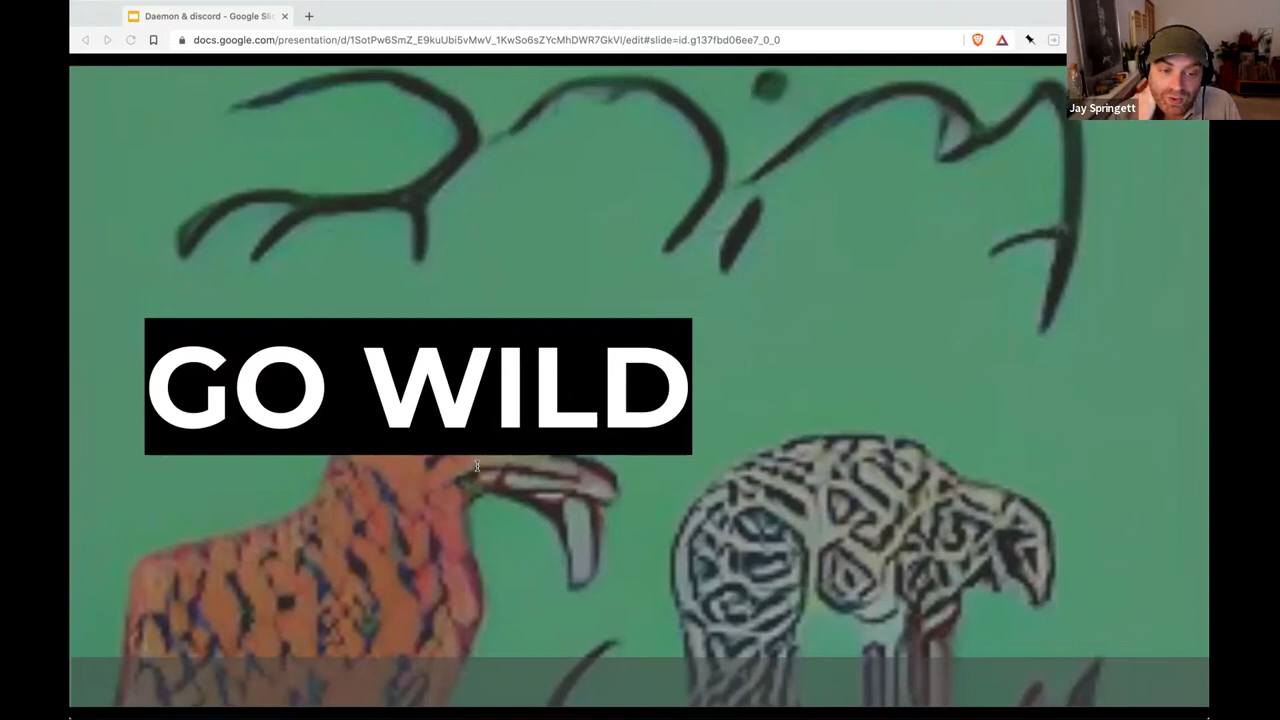 Daemon & discord - Google Sli
docs.google.com/presentation/d/1SotPw6SmZ_E9kuUbi5vMwV_1KwSo6sZYcMhDWR7GkVI/edit#slide=id.g137fbd06ee7_0_0
Jay Springett
GO WILD